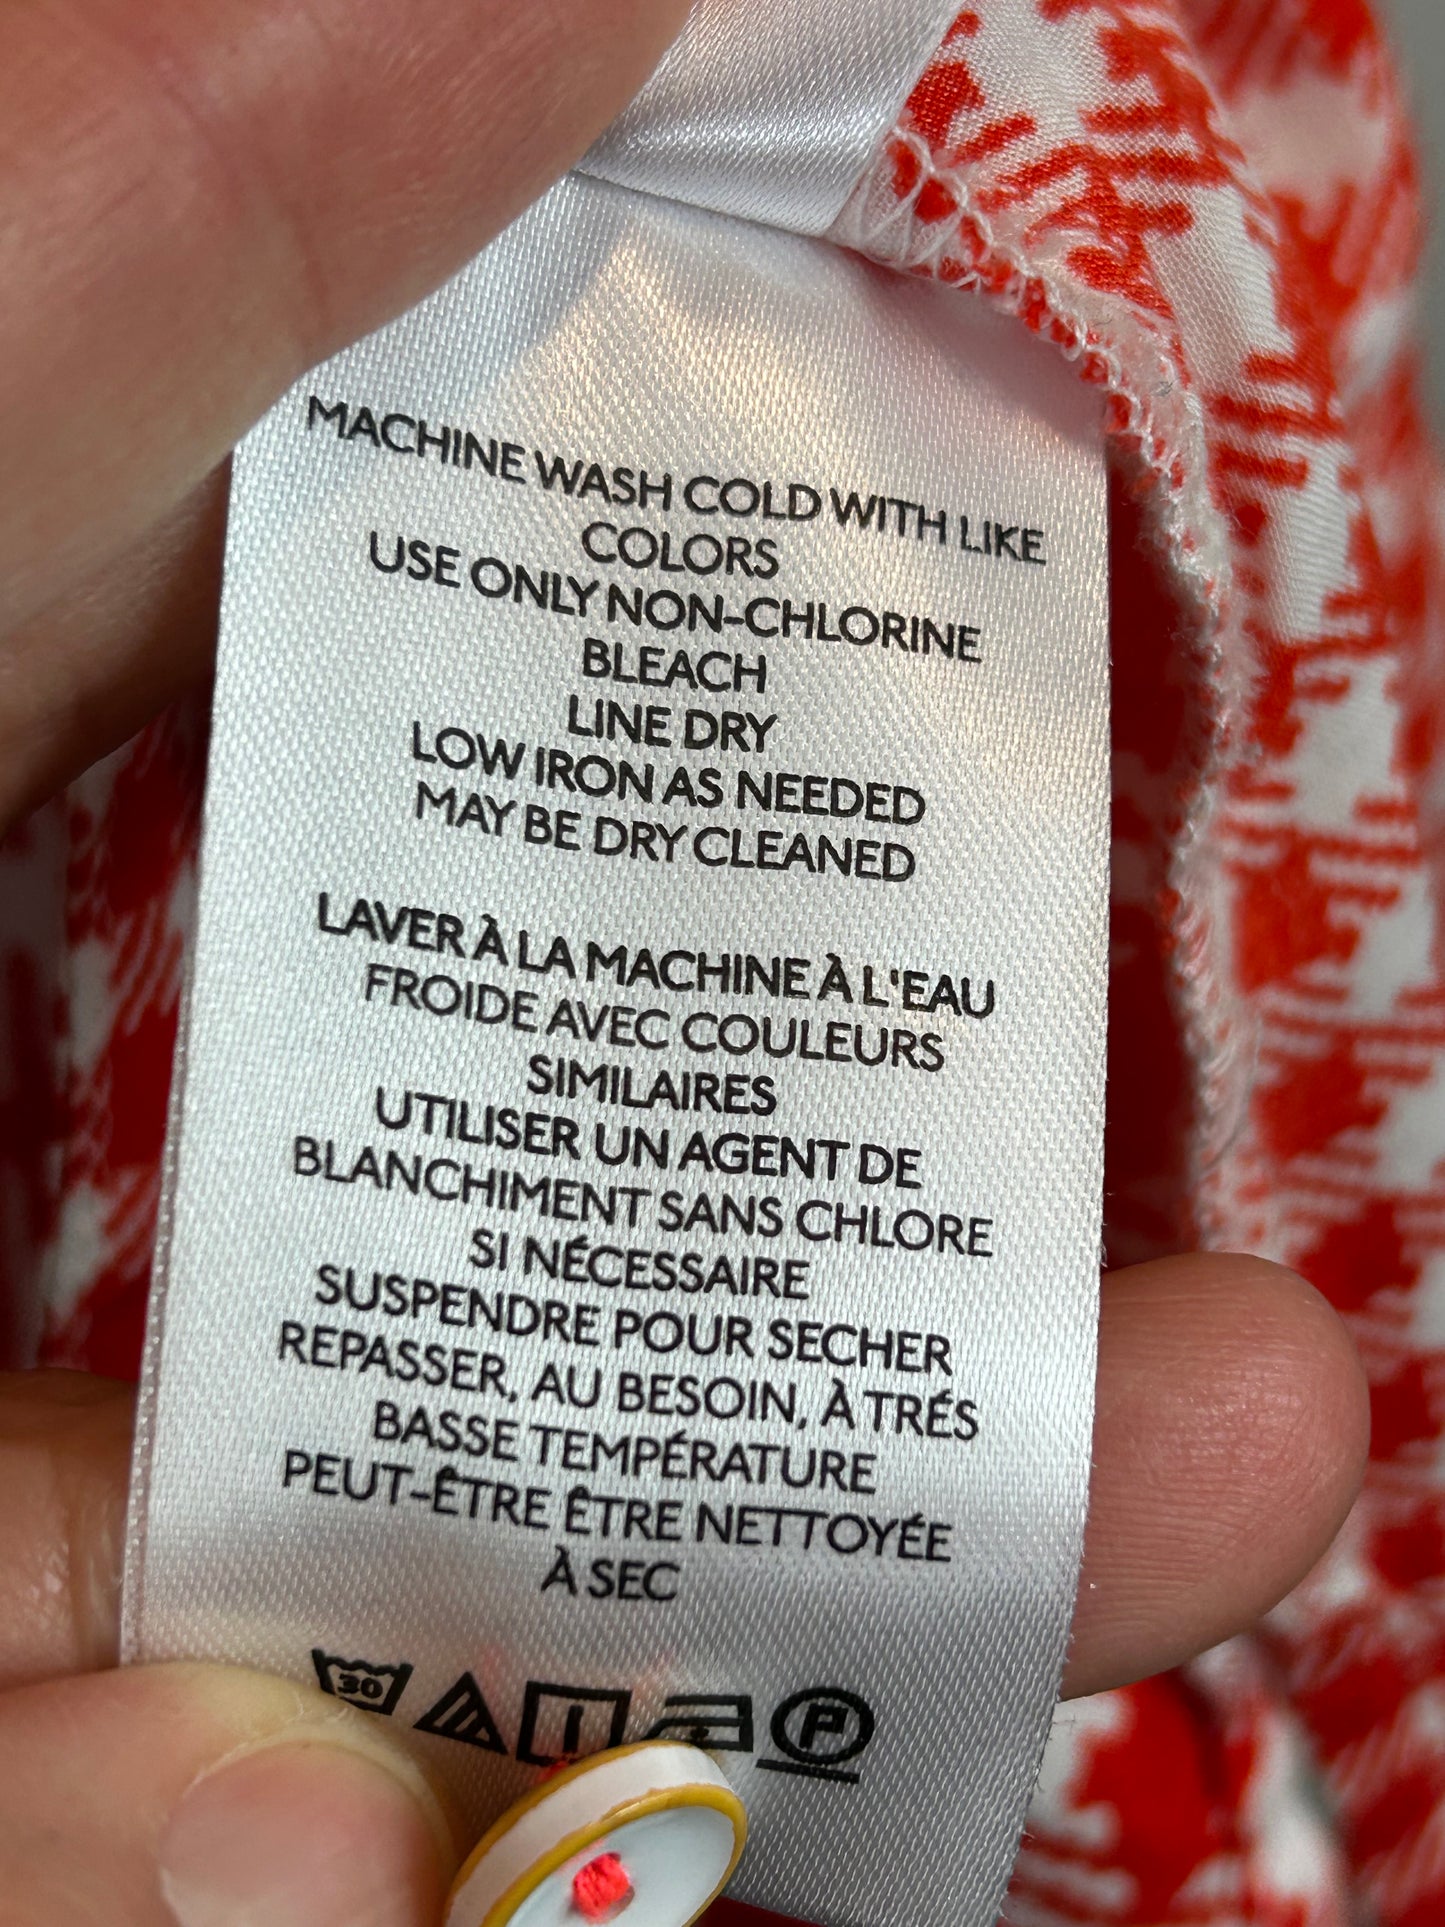 MACHINE WASH COLD WITH LIKE
COLORS
USE ONLY NON-CHLORINE
BLEACH
LINE DRY
LOW IRON AS NEEDED
MAY BE DRY CLEANED
LAVER À LA MACHINE À L'EAU
FROIDE AVEC COULEURS
SIMILAIRES
UTILISER UN AGENT DE
BLANCHIMENT SANS CHLORE
SI NÉCESSAIRE
SUSPENDRE POUR SECHER
REPASSER, AU BESOIN, À TRÉS
BASSE TEMPÉRATURE
PEUT-ÊTRE ÊTRE NETTOYÉE
À SEC
30 P